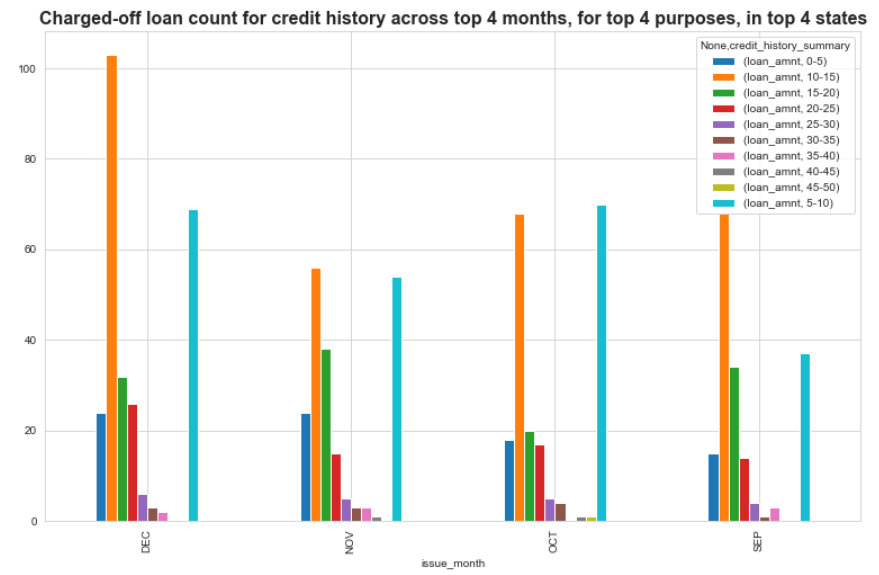 Charged-off loan count for credit history across top 4 months, for top 4 purposes, in top 4 states
None,credit_history_summary
(loan_amnt, 0-5)
(loan_amnt, 10-15)
(loan_amnt, 15-20)
(loan_amnt, 20-25)
(loan_amnt, 25-30)
(loan_amnt, 30-35)
(loan_amnt, 35-40)
(loan_amnt, 40-45)
(loan_amnt, 45-50)
(loan_amnt, 5-10)
100
80
60
40
20
0
DEC
NOV
OCT
SEP
issue_month